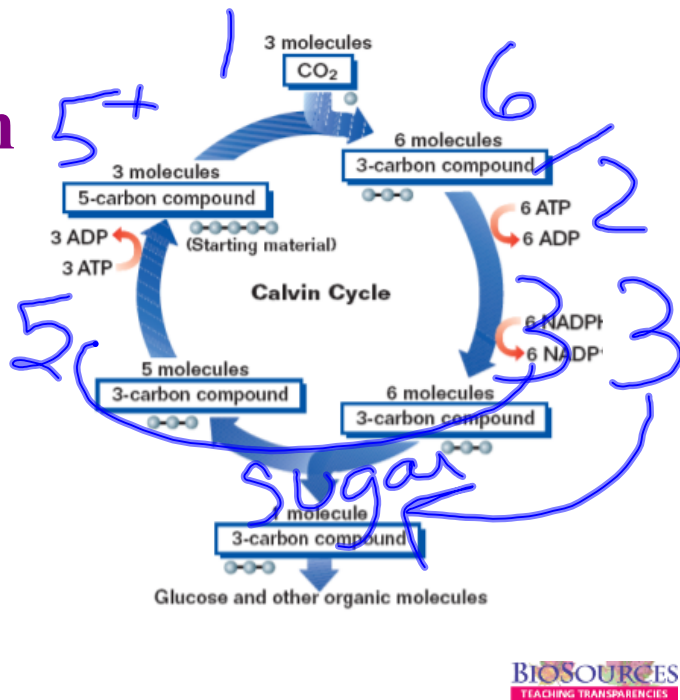 1
3 molecules
CO₂
n
5+
6
6 molecules
3-carbon compound
3 molecules
5-carbon compound
2
6 ATP
6 ADP
3 ADP
(Starting material)
3 ATP
Calvin Cycle
5
3
3
6 NADPH
6 NADP⁺
5 molecules
3-carbon compound
6 molecules
3-carbon compound
sugar
1 molecule
3-carbon compound
Glucose and other organic molecules
BIOSOURCES
TEACHING TRANSPARENCIES